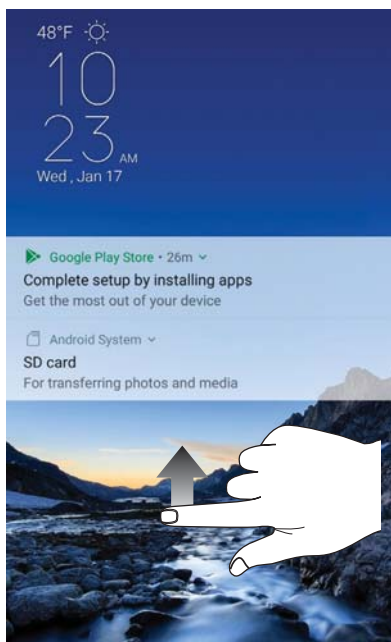 48°F
10
23 AM
Wed , Jan 17
Google Play Store • 26m
Complete setup by installing apps
Get the most out of your device
Android System
SD card
For transferring photos and media